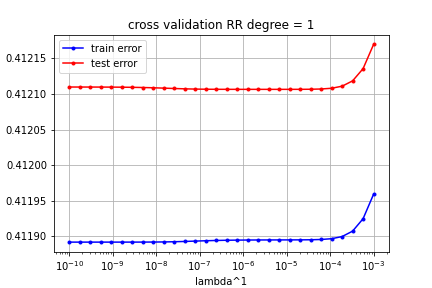 cross validation RR degree = 1
train error
test error
0.41215
0.41210
0.41205
0.41200
0.41195
0.41190
10⁻¹⁰ 10⁻⁹ 10⁻⁸ 10⁻⁷ 10⁻⁶ 10⁻⁵ 10⁻⁴ 10⁻³
lambda^1